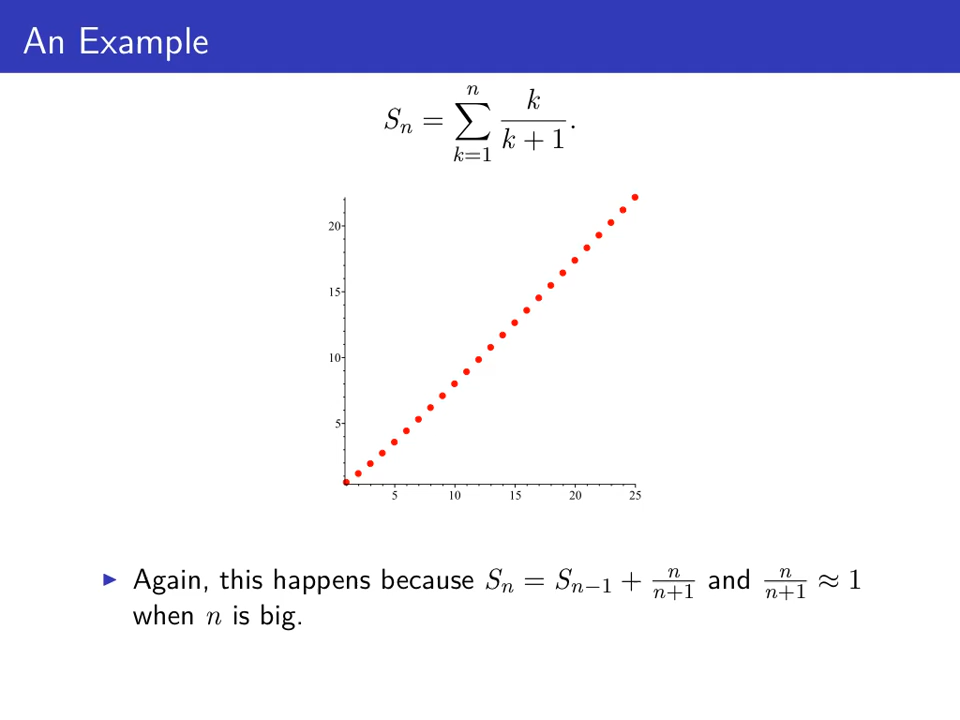 An Example
$S_n = \sum_{k=1}^{n} \frac{k}{k+1}.$
20
15
10
5
5 10 15 20 25
▶ Again, this happens because $S_n = S_{n-1} + \frac{n}{n+1}$ and $\frac{n}{n+1} \approx 1$
when $n$ is big.